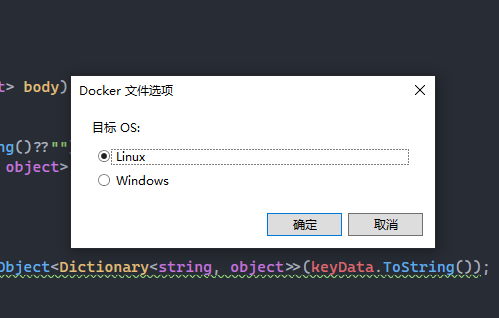 t> body)
Docker 文件选项
目标 OS:
ng()??""
Linux
object>
Windows
确定
取消
Object<Dictionary<string, object>>(keyData.ToString());